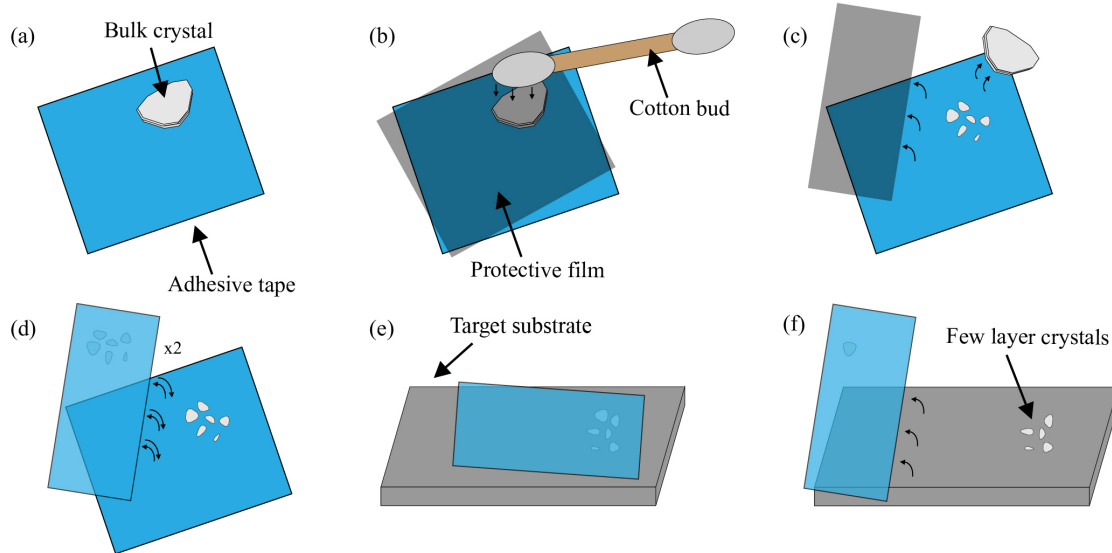 (a)
Bulk crystal
Adhesive tape
(b)
Cotton bud
Protective film
(c)
(d)
x2
(e)
Target substrate
(f)
Few layer crystals